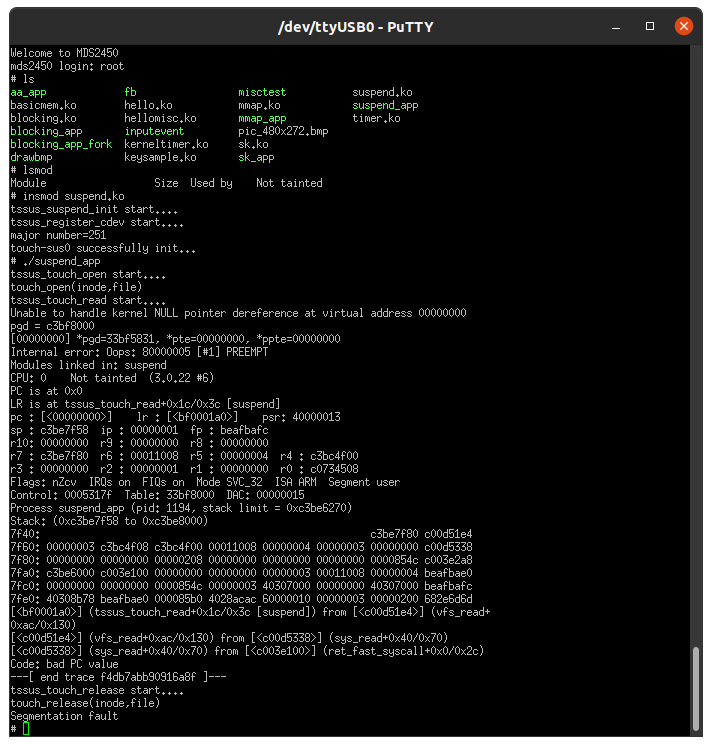 /dev/ttyUSB0 - PuTTY
Welcome to MDS2450
mds2450 login: root
# ls
aa_app fb misctest suspend.ko
basicmem.ko hello.ko mmap.ko suspend_app
blocking.ko hellomisc.ko mmap_app timer.ko
blocking_app inputevent pic_480x272.bmp
blocking_app_fork kerneltimer.ko sk.ko
drawbmp keysample.ko sk_app
# lsmod
Module Size Used by Not tainted
# insmod suspend.ko
tssus_suspend_init start....
tssus_register_cdev start....
major number=251
touch-sus0 successfully init...
# ./suspend_app
tssus_touch_open start....
touch_open(inode,file)
tssus_touch_read start....
Unable to handle kernel NULL pointer dereference at virtual address 00000000
pgd = c3bf8000
[00000000] *pgd=33bf5831, *pte=00000000, *ppte=00000000
Internal error: Oops: 80000005 [#1] PREEMPT
Modules linked in: suspend
CPU: 0 Not tainted (3.0.22 #6)
PC is at 0x0
LR is at tssus_touch_read+0x1c/0x3c [suspend]
pc : [<00000000>] lr : [<bf0001a0>] psr: 40000013
sp : c3be7f58 ip : 00000001 fp : beafbafc
r10: 00000000 r9 : 00000000 r8 : 00000000
r7 : c3be7f80 r6 : 00011008 r5 : 00000004 r4 : c3bc4f00
r3 : 00000000 r2 : 00000001 r1 : 00000000 r0 : c0734508
Flags: nZcv IRQs on FIQs on Mode SVC_32 ISA ARM Segment user
Control: 0005317f Table: 33bf8000 DAC: 00000015
Process suspend_app (pid: 1194, stack limit = 0xc3be6270)
Stack: (0xc3be7f58 to 0xc3be8000)
7f40: c3be7f80 c00d51e4
7f60: 00000003 c3bc4f08 c3bc4f00 00011008 00000004 00000003 00000000 c00d5338
7f80: 00000000 00000000 00000208 00000000 00000000 00000000 0000854c c003e2a8
7fa0: c3be6000 c003e100 00000000 00000000 00000003 00011008 00000004 beafbae0
7fc0: 00000000 00000000 0000854c 00000003 40307000 00000000 40307000 beafbafc
7fe0: 40308b78 beafbae0 000085b0 4028acac 60000010 00000003 00000200 682e6d6d
[<bf0001a0>] (tssus_touch_read+0x1c/0x3c [suspend]) from [<c00d51e4>] (vfs_read+
0xac/0x130)
[<c00d51e4>] (vfs_read+0xac/0x130) from [<c00d5338>] (sys_read+0x40/0x70)
[<c00d5338>] (sys_read+0x40/0x70) from [<c003e100>] (ret_fast_syscall+0x0/0x2c)
Code: bad PC value
---[ end trace f4db7abb90916a8f ]---
tssus_touch_release start....
touch_release(inode,file)
Segmentation fault
#